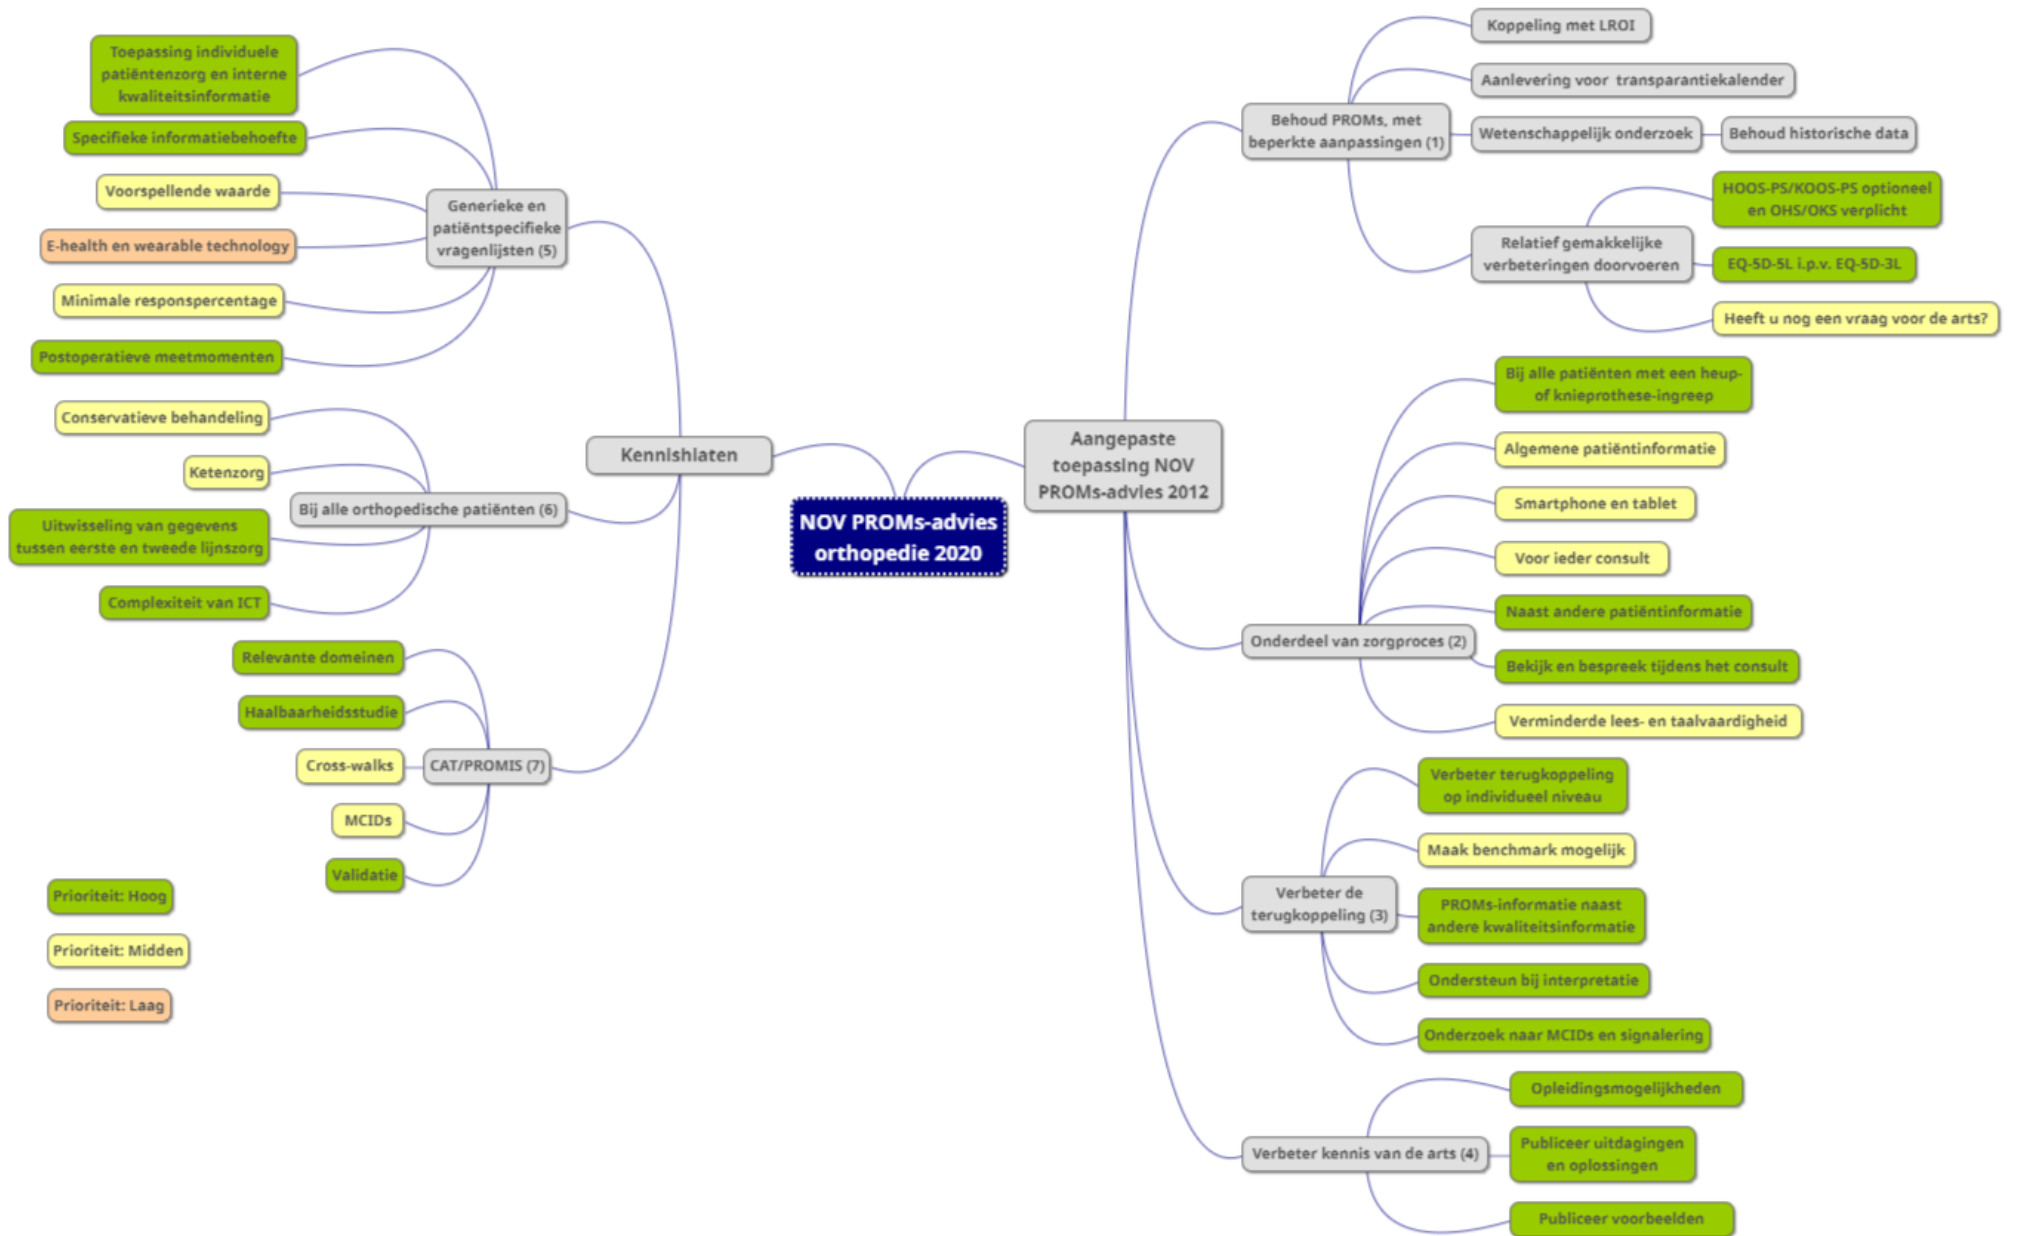 NOV PROMs-advies
orthopedie 2020
Kennishiaten
Generieke en
patiëntspecifieke
vragenlijsten (5)
Toepassing individuele
patiëntenzorg en interne
kwaliteitsinformatie
Specifieke informatiebehoefte
Voorspellende waarde
E-health en wearable technology
Minimale responspercentage
Postoperatieve meetmomenten
Bij alle orthopedische patiënten (6)
Conservatieve behandeling
Ketenzorg
Uitwisseling van gegevens
tussen eerste en tweede lijnszorg
Complexiteit van ICT
CAT/PROMIS (7)
Relevante domeinen
Haalbaarheidsstudie
Cross-walks
MCIDs
Validatie
Prioriteit: Hoog
Prioriteit: Midden
Prioriteit: Laag
Aangepaste
toepassing NOV
PROMs-advies 2012
Behoud PROMs, met
beperkte aanpassingen (1)
Koppeling met LROI
Aanlevering voor transparantiekalender
Wetenschappelijk onderzoek
Behoud historische data
Relatief gemakkelijke
verbeteringen doorvoeren
HOOS-PS/KOOS-PS optioneel
en OHS/OKS verplicht
EQ-5D-5L i.p.v. EQ-5D-3L
Heeft u nog een vraag voor de arts?
Onderdeel van zorgproces (2)
Bij alle patiënten met een heup-
of knieprothese-ingreep
Algemene patiëntinformatie
Smartphone en tablet
Voor ieder consult
Naast andere patiëntinformatie
Bekijk en bespreek tijdens het consult
Verminderde lees- en taalvaardigheid
Verbeter de
terugkoppeling (3)
Verbeter terugkoppeling
op individueel niveau
Maak benchmark mogelijk
PROMs-informatie naast
andere kwaliteitsinformatie
Ondersteun bij interpretatie
Onderzoek naar MCIDs en signalering
Verbeter kennis van de arts (4)
Opleidingsmogelijkheden
Publiceer uitdagingen
en oplossingen
Publiceer voorbeelden